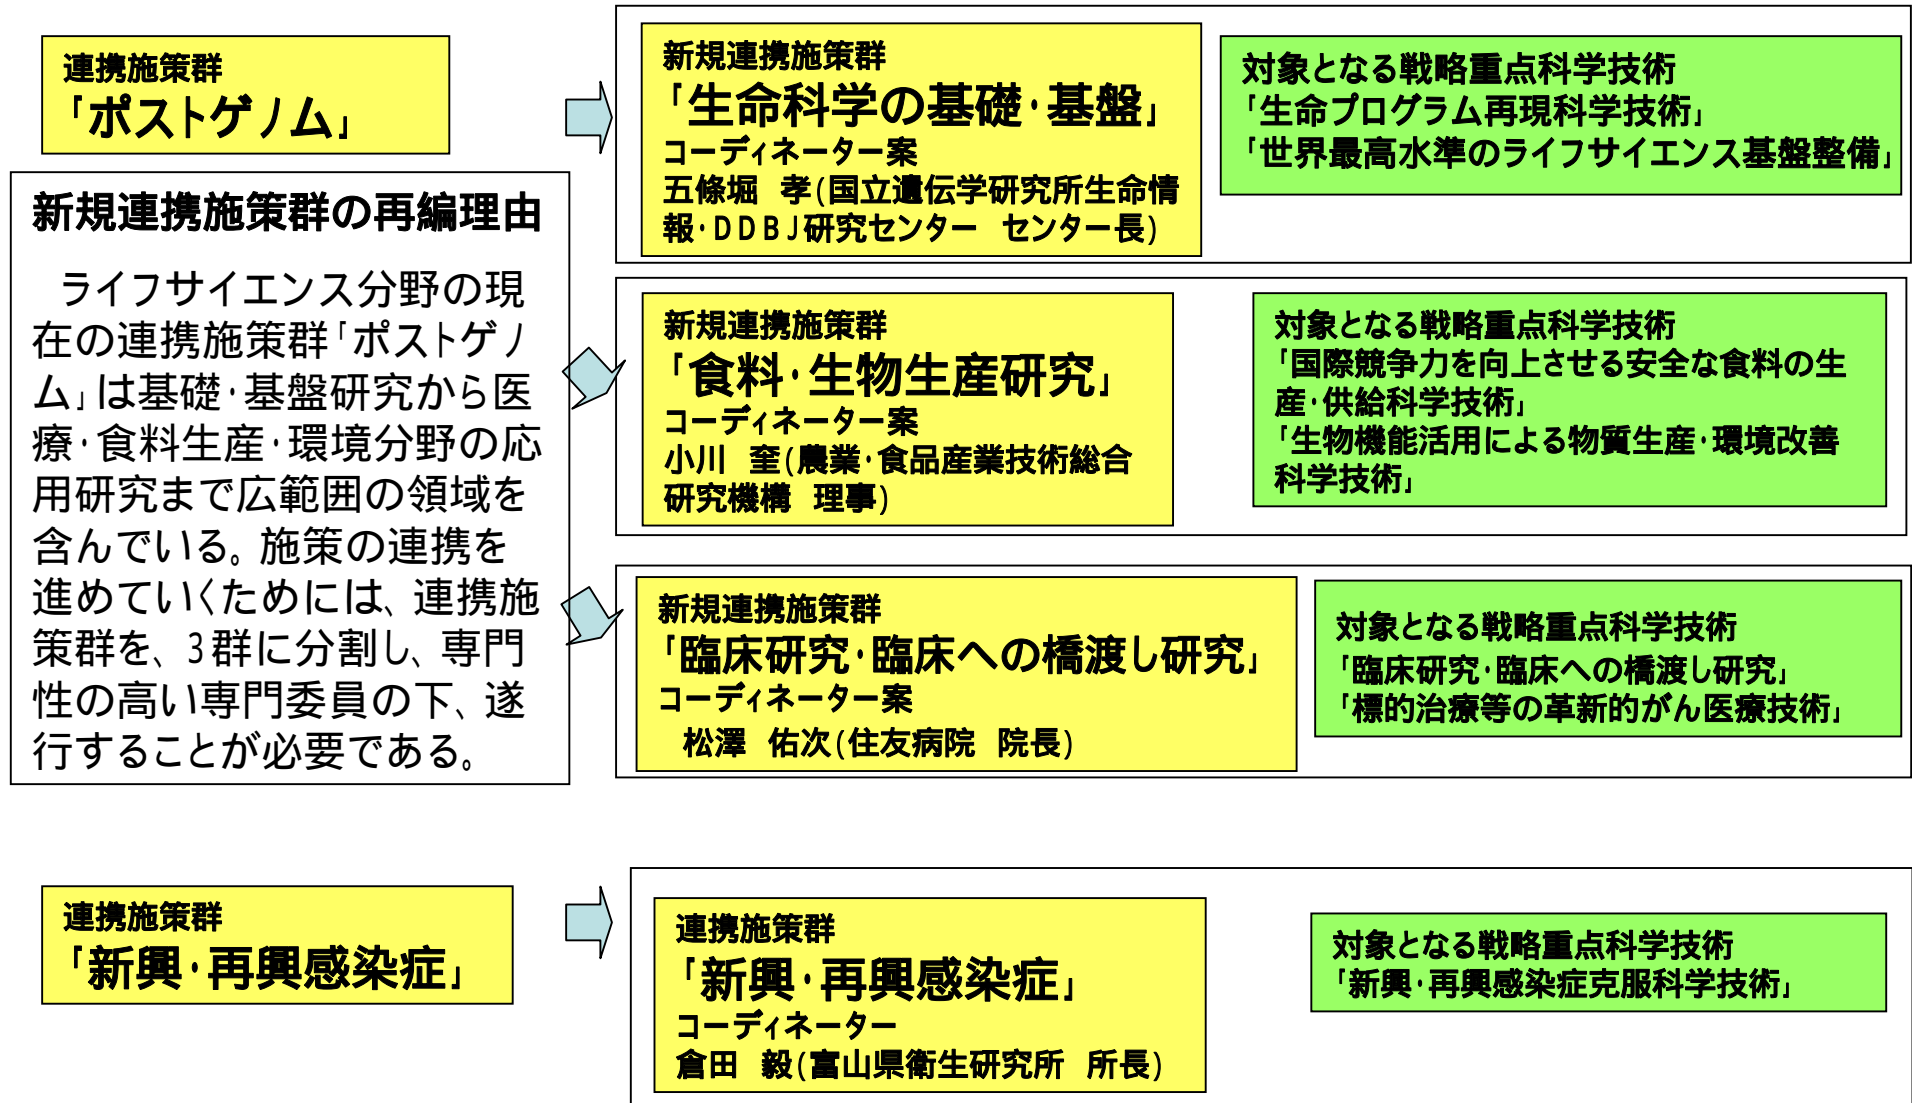 連携施策群
「ポストゲノム」
新規連携施策群の再編理由
ライフサイエンス分野の現
在の連携施策群「ポストゲノ
ム」は基礎・基盤研究から医
療・食料生産・環境分野の応
用研究まで広範囲の領域を
含んでいる。施策の連携を
進めていくためには、連携施
策群を、3群に分割し、専門
性の高い専門委員の下、遂
行することが必要である。
新規連携施策群
「生命科学の基礎・基盤」
コーディネーター案
五條堀 孝(国立遺伝学研究所生命情
報・DDBJ研究センター センター長)
対象となる戦略重点科学技術
「生命プログラム再現科学技術」
「世界最高水準のライフサイエンス基盤整備」
新規連携施策群
「食料・生物生産研究」
コーディネーター案
小川 奎(農業・食品産業技術総合
研究機構 理事)
対象となる戦略重点科学技術
「国際競争力を向上させる安全な食料の生
産・供給科学技術」
「生物機能活用による物質生産・環境改善
科学技術」
新規連携施策群
「臨床研究・臨床への橋渡し研究」
コーディネーター案
松澤 佑次(住友病院 院長)
対象となる戦略重点科学技術
「臨床研究・臨床への橋渡し研究」
「標的治療等の革新的がん医療技術」
連携施策群
「新興・再興感染症」
連携施策群
「新興・再興感染症」
コーディネーター
倉田 毅(富山県衛生研究所 所長)
対象となる戦略重点科学技術
「新興・再興感染症克服科学技術」